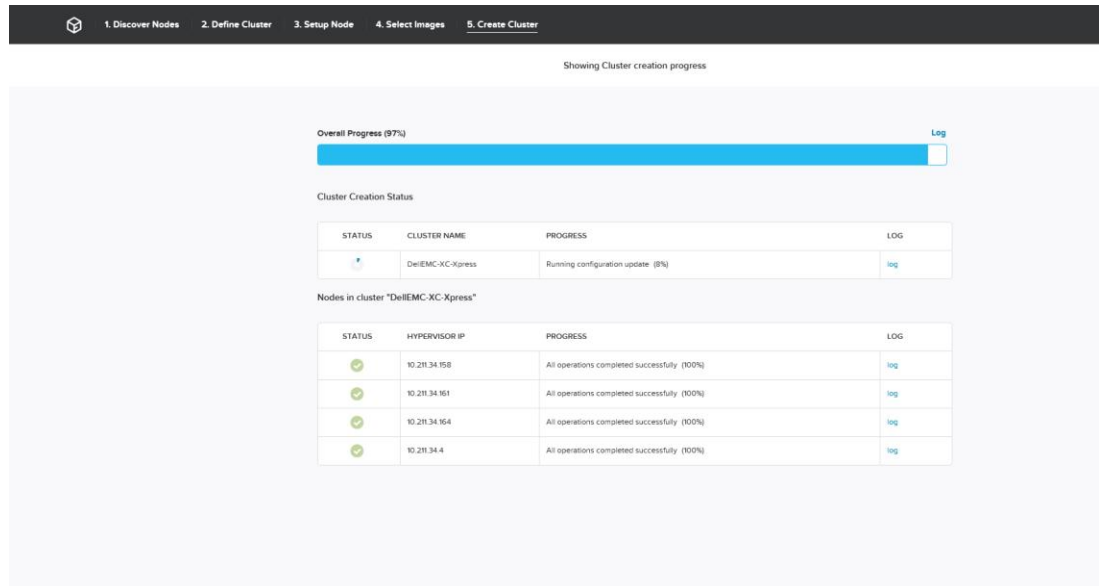 1. Discover Nodes 2. Define Cluster 3. Setup Node 4. Select Images 5. Create Cluster
Showing Cluster creation progress
Overall Progress (97%) Log
Cluster Creation Status
STATUS CLUSTER NAME PROGRESS LOG
DellEMC-XC-Xpress Running configuration update (8%) log
Nodes in cluster "DellEMC-XC-Xpress"
STATUS HYPERVISOR IP PROGRESS LOG
10.211.34.158 All operations completed successfully (100%) log
10.211.34.161 All operations completed successfully (100%) log
10.211.34.164 All operations completed successfully (100%) log
10.211.34.4 All operations completed successfully (100%) log